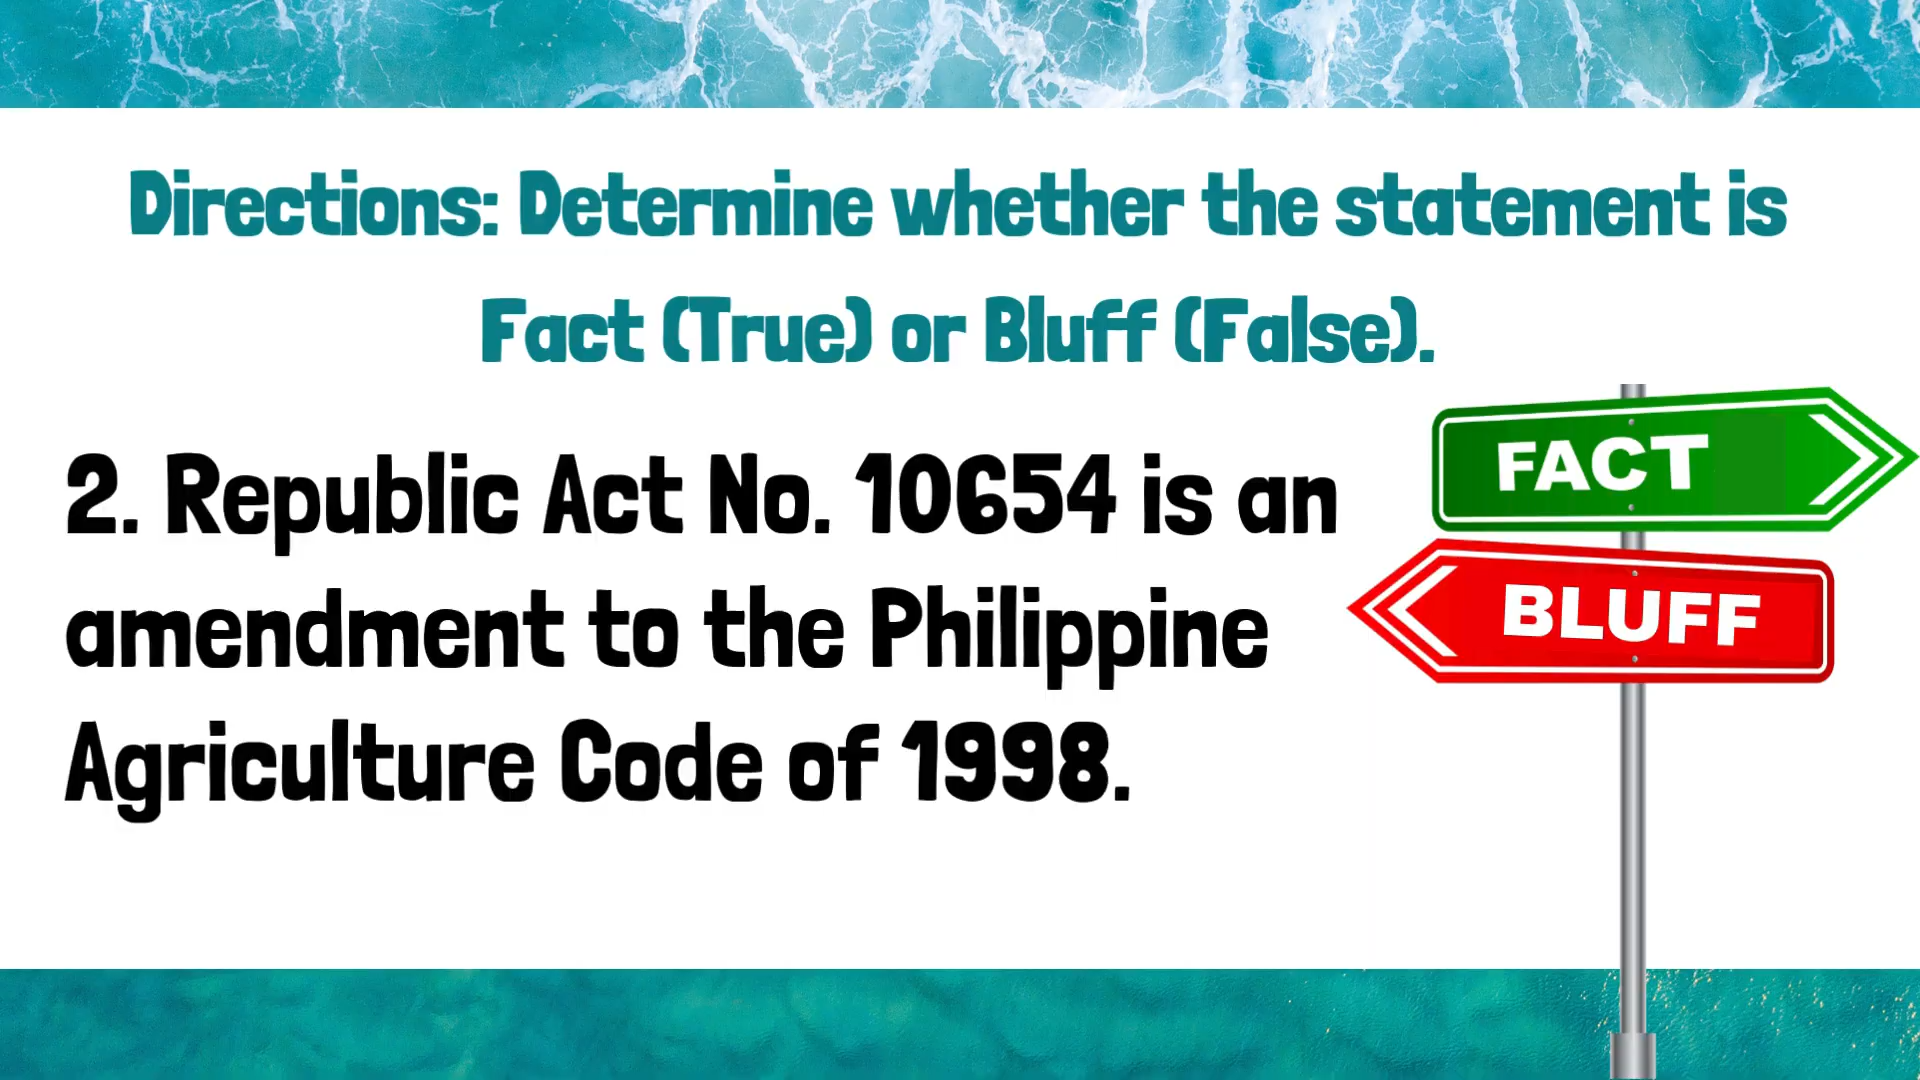 Directions: Determine whether the statement is
Fact (True) or Bluff (False).
2. Republic Act No. 10654 is an
amendment to the Philippine
Agriculture Code of 1998.
FACT
BLUFF